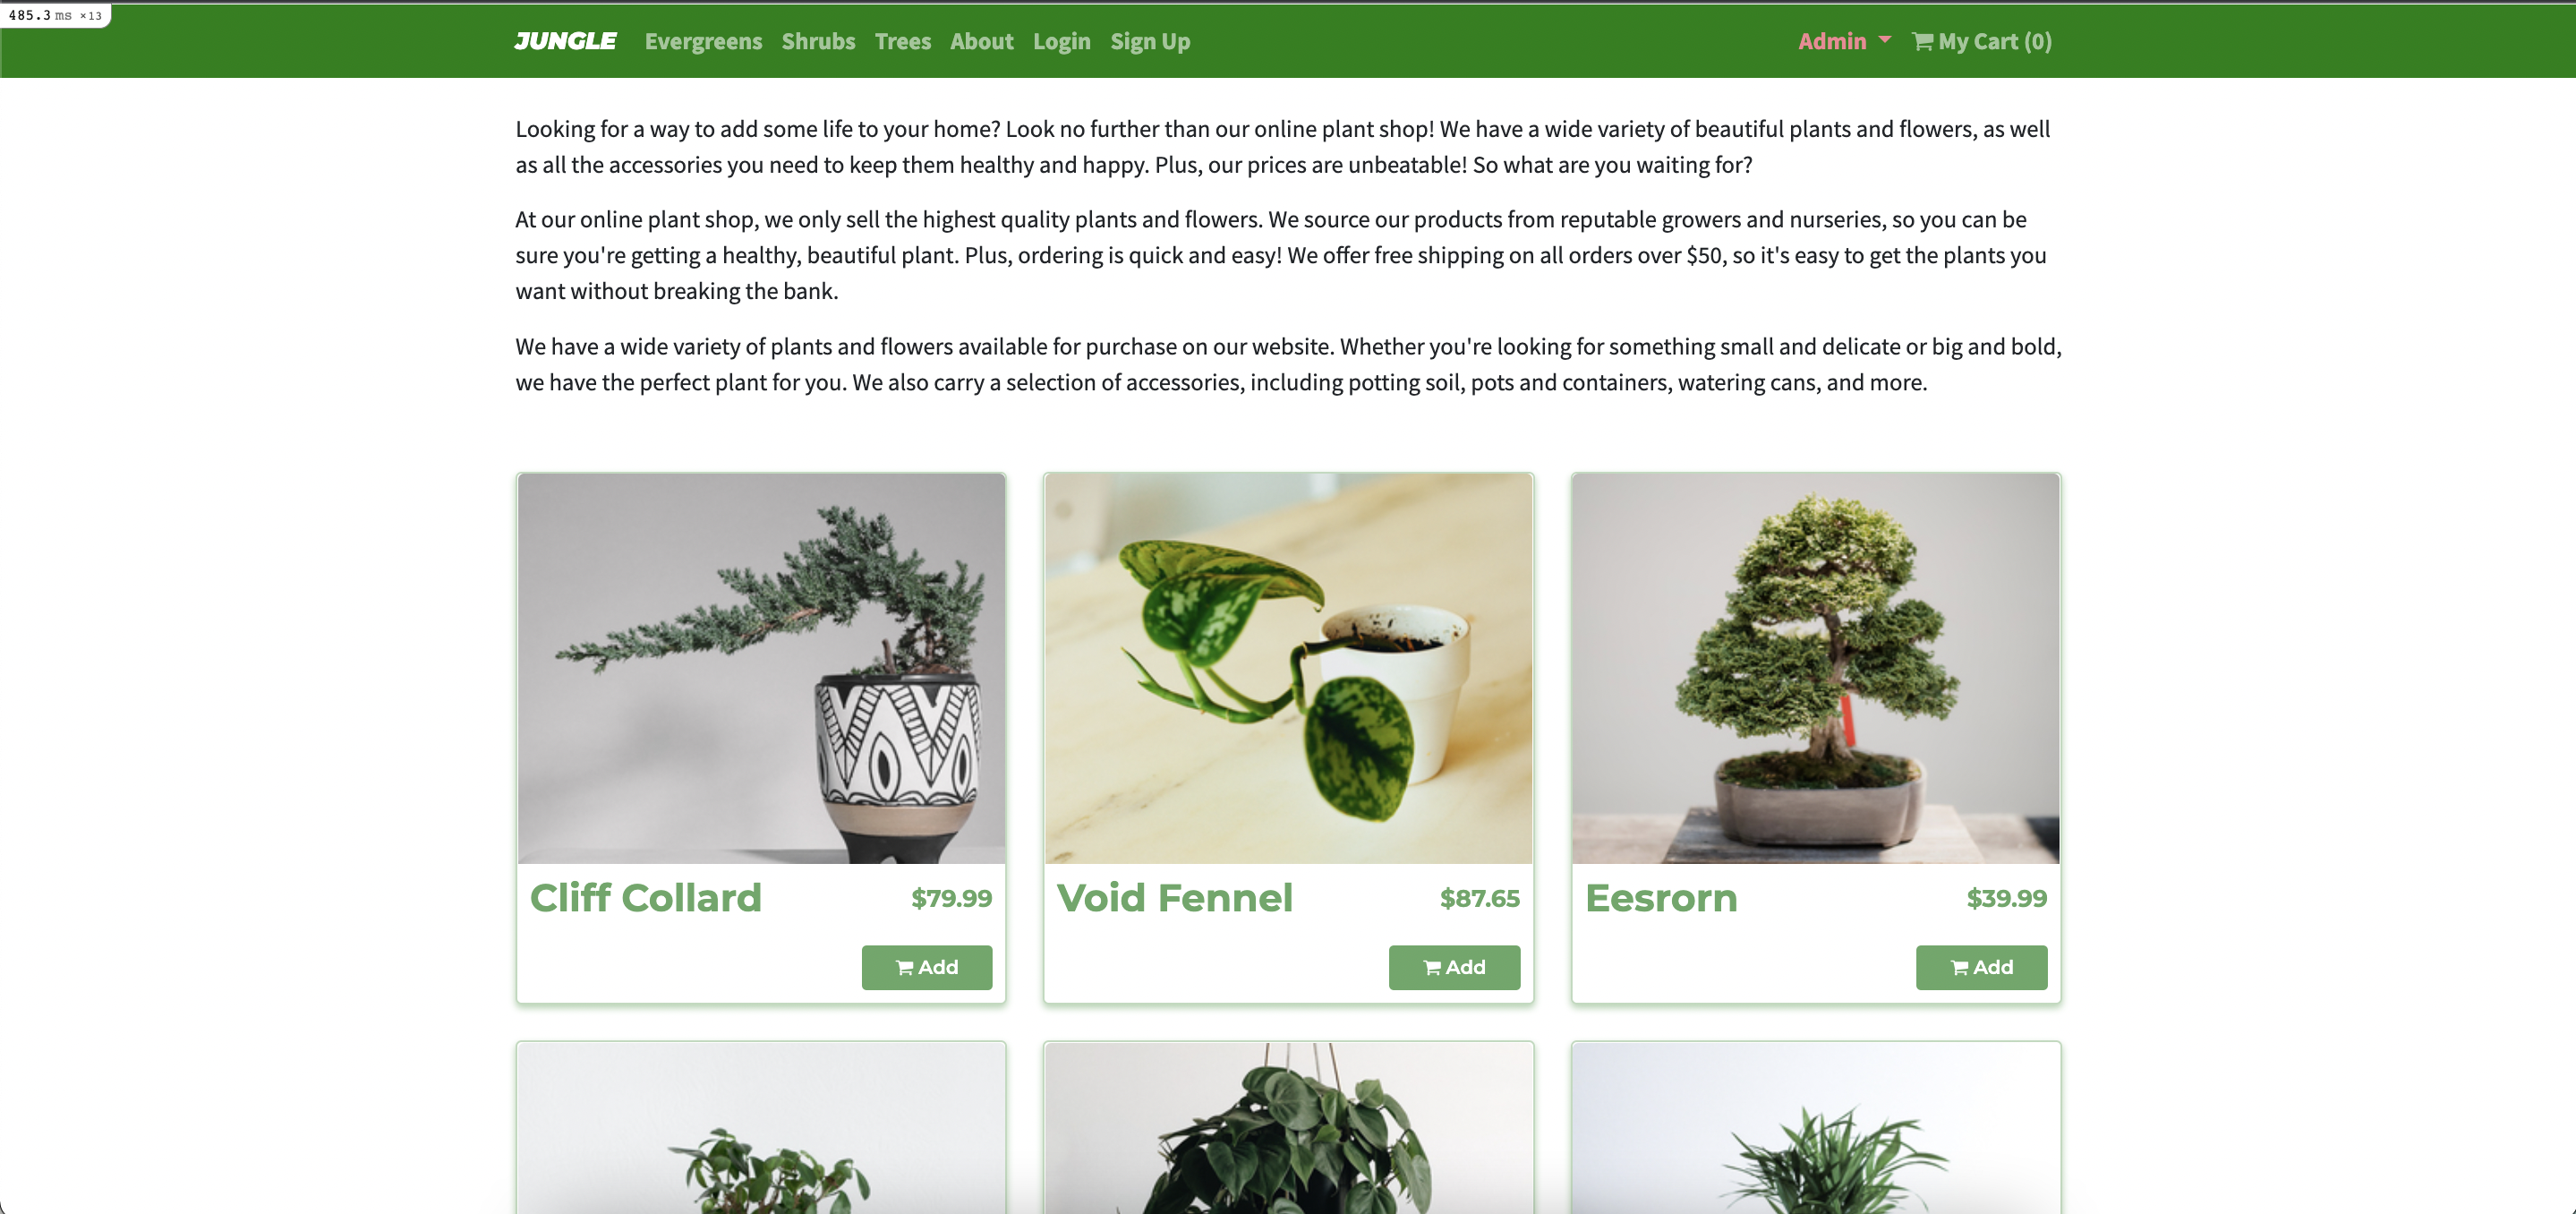 485.3 ms ×13
JUNGLE Evergreens Shrubs Trees About Login Sign Up Admin My Cart (0)
Looking for a way to add some life to your home? Look no further than our online plant shop! We have a wide variety of beautiful plants and flowers, as well
as all the accessories you need to keep them healthy and happy. Plus, our prices are unbeatable! So what are you waiting for?
At our online plant shop, we only sell the highest quality plants and flowers. We source our products from reputable growers and nurseries, so you can be
sure you're getting a healthy, beautiful plant. Plus, ordering is quick and easy! We offer free shipping on all orders over $50, so it's easy to get the plants you
want without breaking the bank.
We have a wide variety of plants and flowers available for purchase on our website. Whether you're looking for something small and delicate or big and bold,
we have the perfect plant for you. We also carry a selection of accessories, including potting soil, pots and containers, watering cans, and more.
Cliff Collard $79.99
Add
Void Fennel $87.65
Add
Eesrorn $39.99
Add